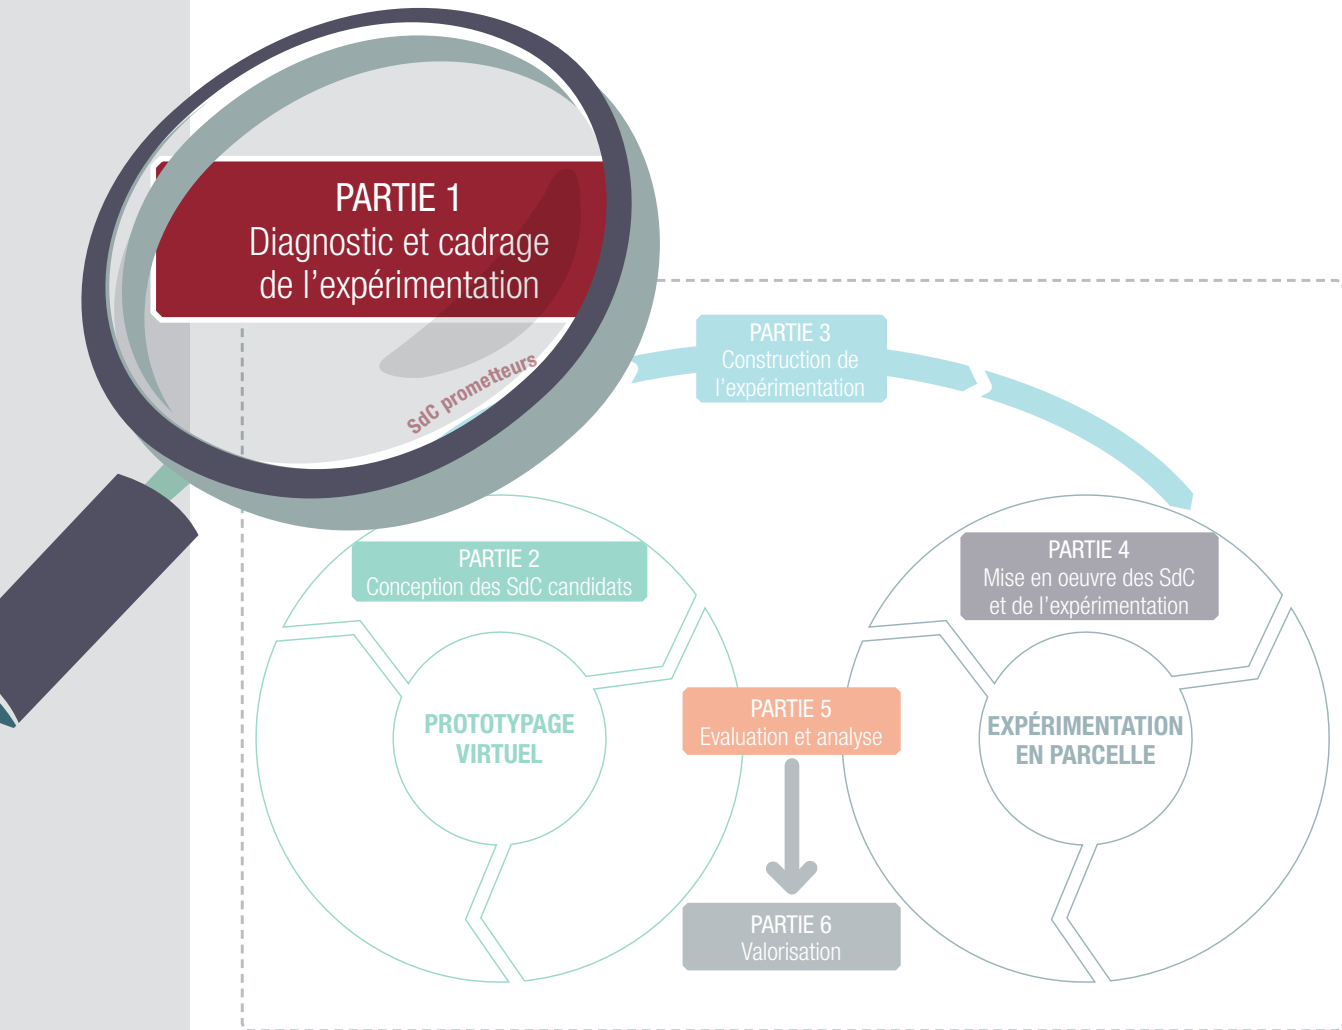 PARTIE 1
Diagnostic et cadrage
de l'expérimentation
SdC prometteurs
PARTIE 3
Construction de
l'expérimentation
PARTIE 2
Conception des SdC candidats
PARTIE 4
Mise en oeuvre des SdC
et de l'expérimentation
PROTOTYPAGE
VIRTUEL
PARTIE 5
Evaluation et analyse
EXPÉRIMENTATION
EN PARCELLE
PARTIE 6
Valorisation